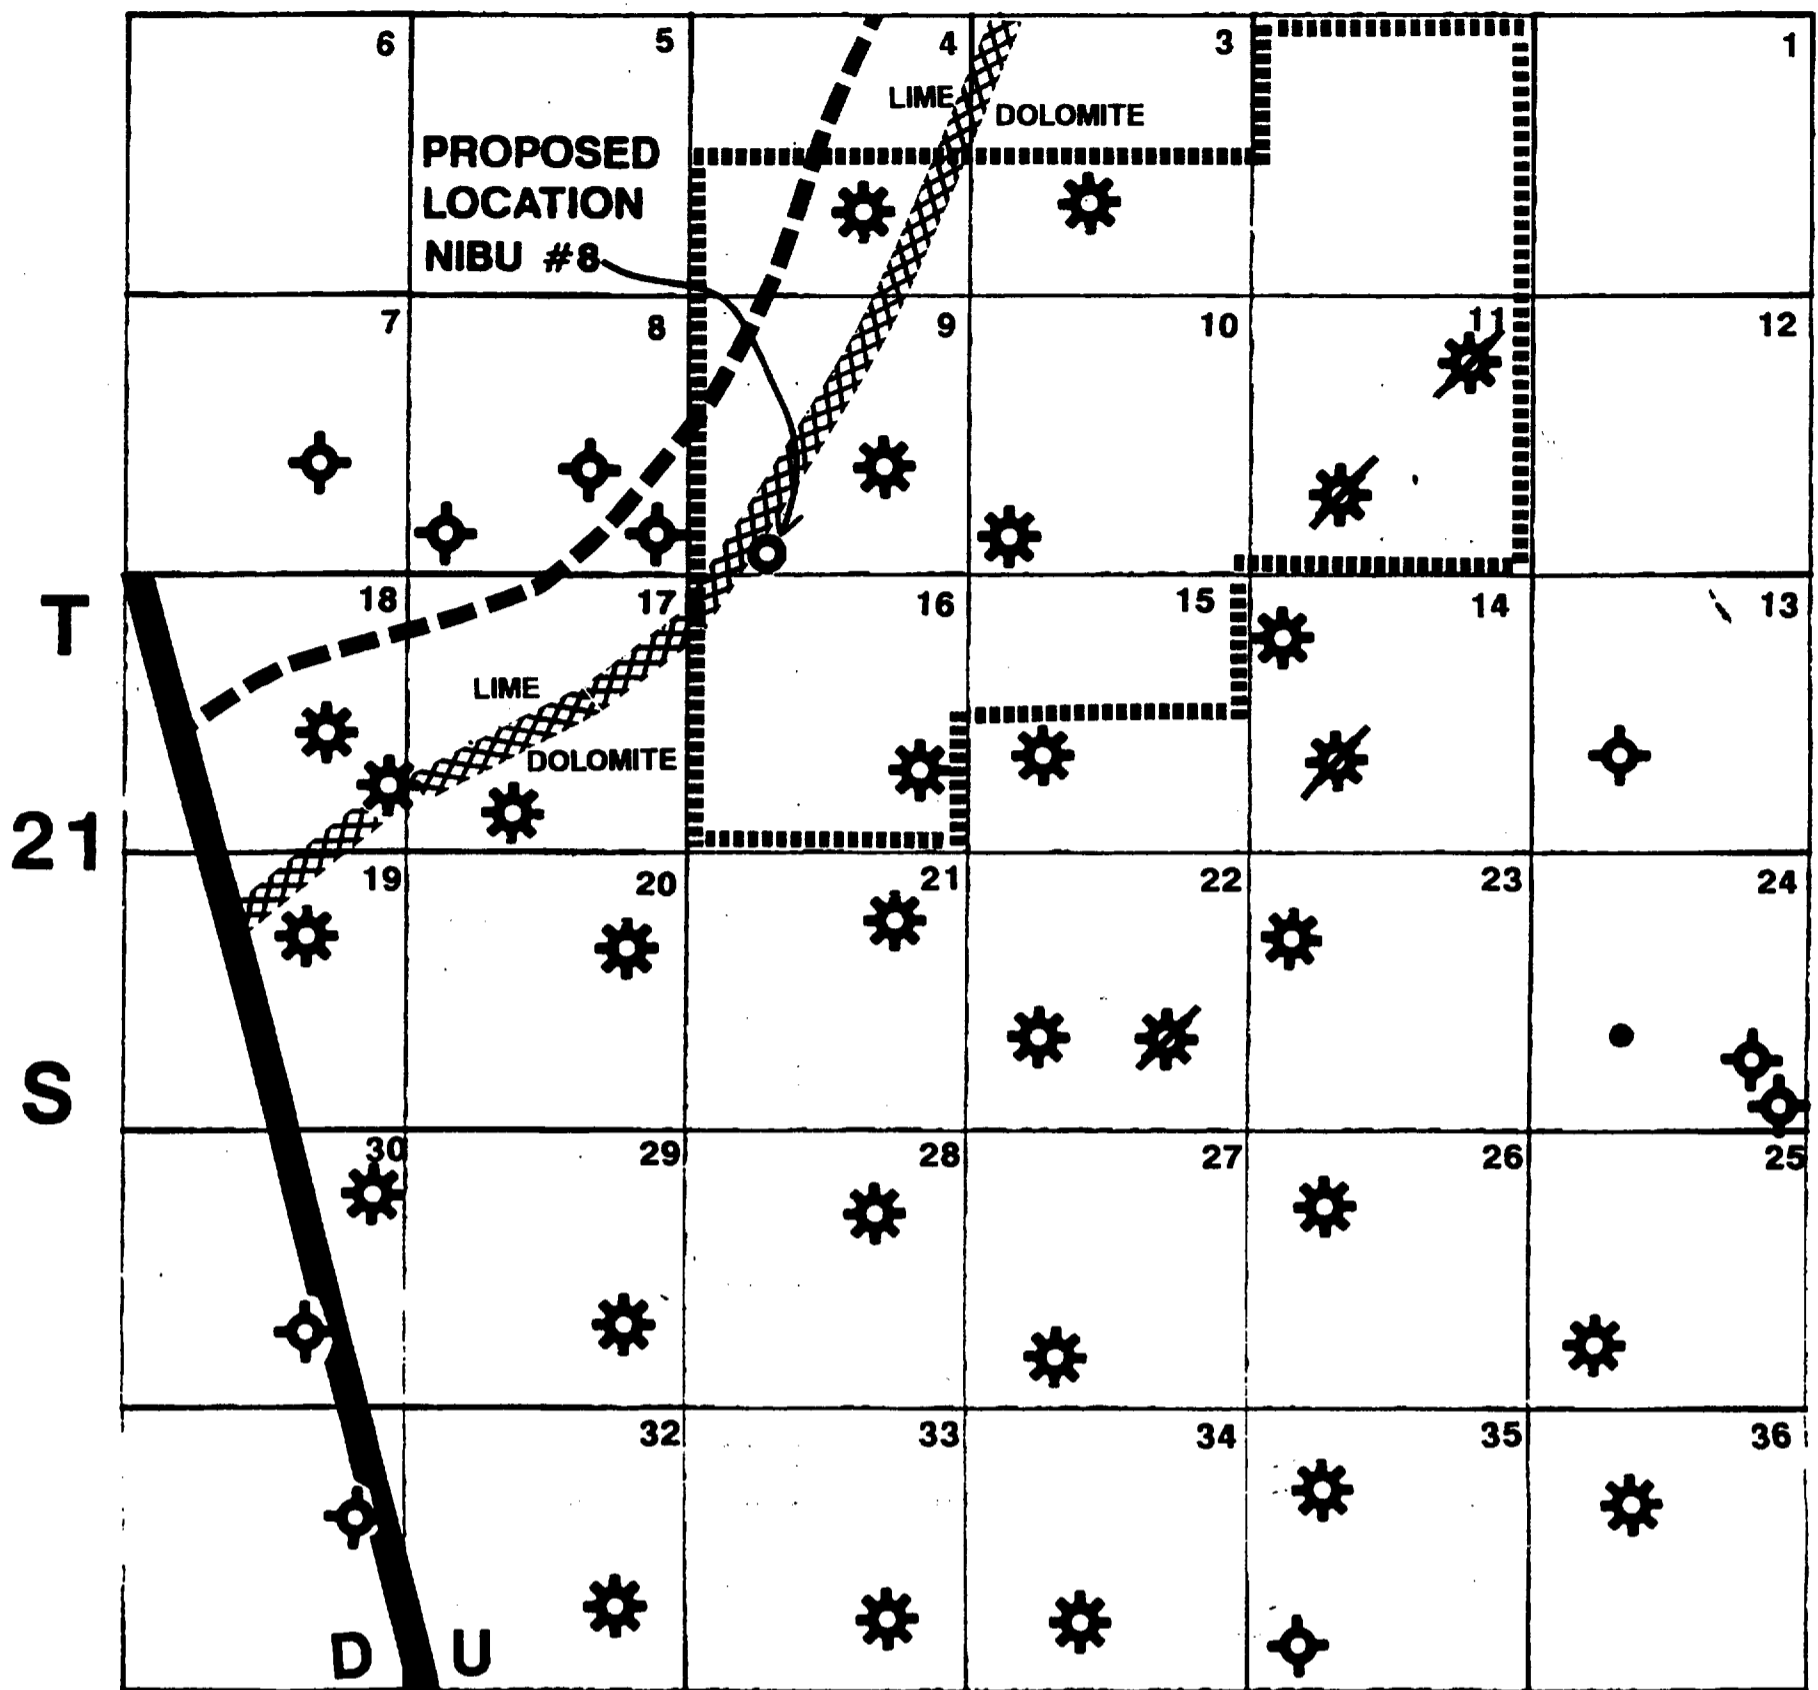 6 5 4 3 1
LIME
DOLOMITE
PROPOSED
LOCATION
NIBU #8
7 8 9 10 11 12
T
18 17 16 15 14 13
LIME
DOLOMITE
21
19 20 21 22 23 24
S
30 29 28 27 26 25
32 33 34 35 36
D U